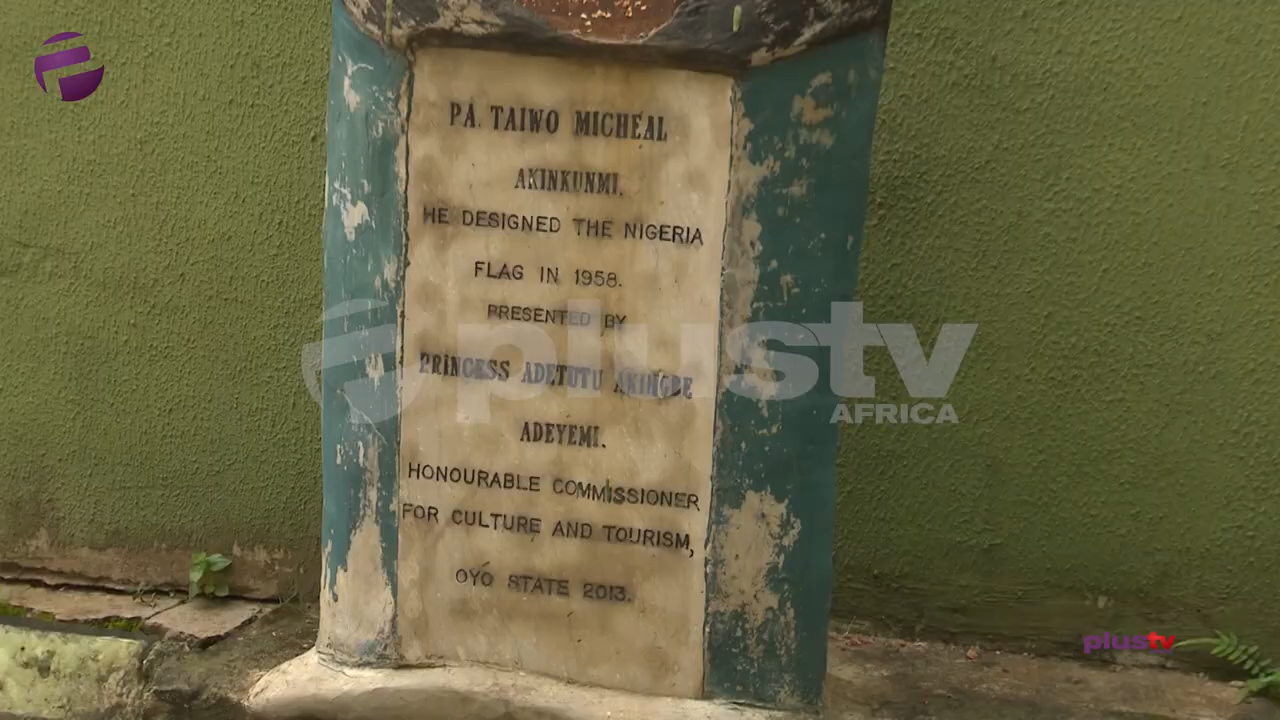 PA. TAIWO MICHEAL
AKINKUNMI.
HE DESIGNED THE NIGERIA
FLAG IN 1958.
PRESENTED BY
PRINCESS ADETUTU AKHIGBE
ADEYEMI.
HONOURABLE COMMISSIONER
FOR CULTURE AND TOURISM,
OYO STATE 2013.
plustv
AFRICA
plustv